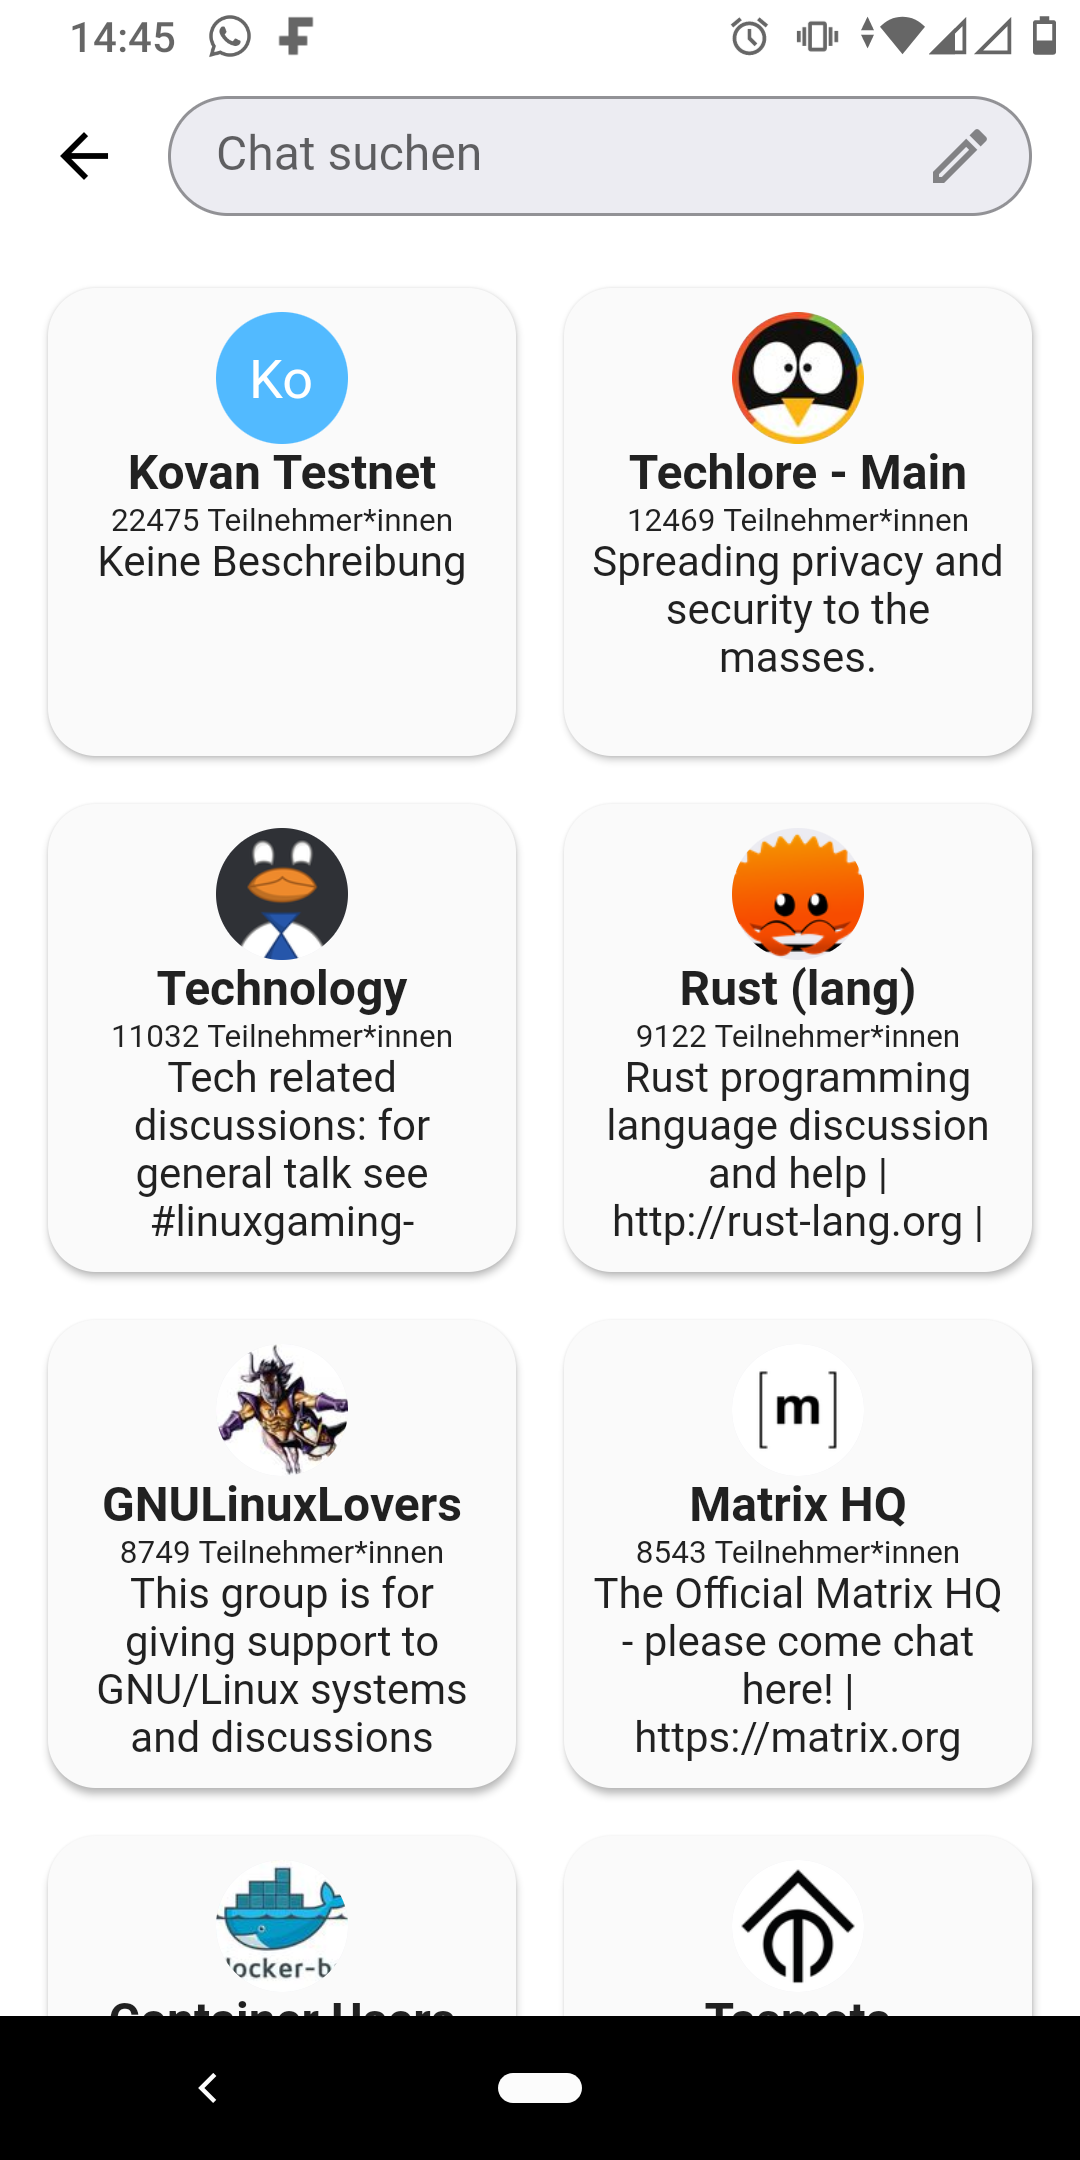 14:45
Chat suchen
Ko
Kovan Testnet
22475 Teilnehmer*innen
Keine Beschreibung
Techlore - Main
12469 Teilnehmer*innen
Spreading privacy and
security to the
masses.
Technology
11032 Teilnehmer*innen
Tech related
discussions: for
general talk see
#linuxgaming-
Rust (lang)
9122 Teilnehmer*innen
Rust programming
language discussion
and help |
http://rust-lang.org |
GNULinuxLovers
8749 Teilnehmer*innen
This group is for
giving support to
GNU/Linux systems
and discussions
[m]
Matrix HQ
8543 Teilnehmer*innen
The Official Matrix HQ
- please come chat
here! |
https://matrix.org
Container Users